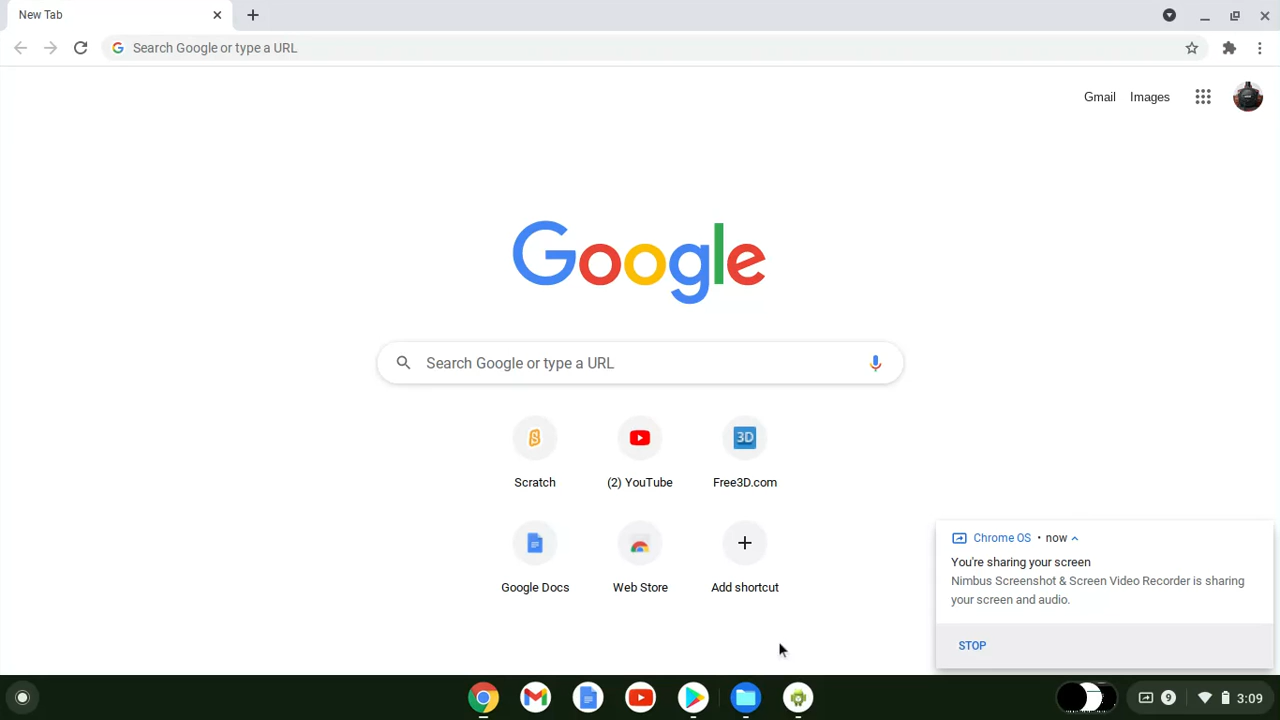 New Tab
Search Google or type a URL
Gmail Images
Google
Search Google or type a URL
3D
Scratch (2) YouTube Free3D.com
Google Docs Web Store Add shortcut
Chrome OS • now
You're sharing your screen
Nimbus Screenshot & Screen Video Recorder is sharing
your screen and audio.
STOP
9 3:09